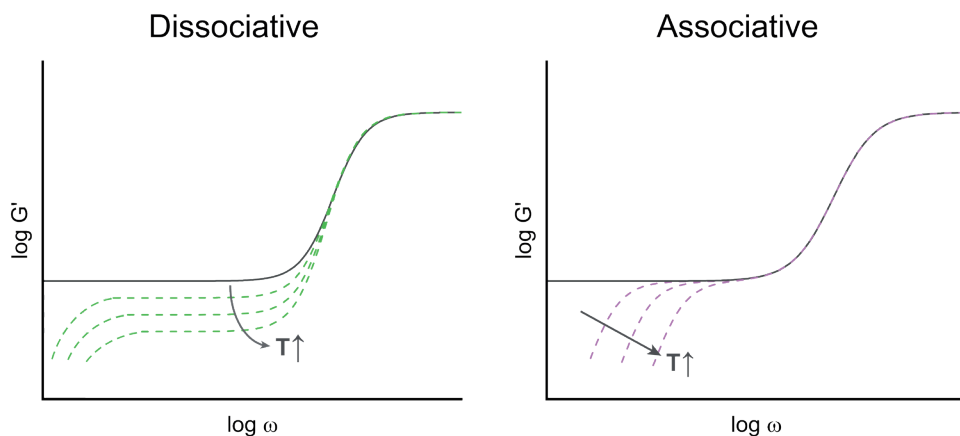 Dissociative
log G'
T↑
log ω
Associative
log G'
T↑
log ω